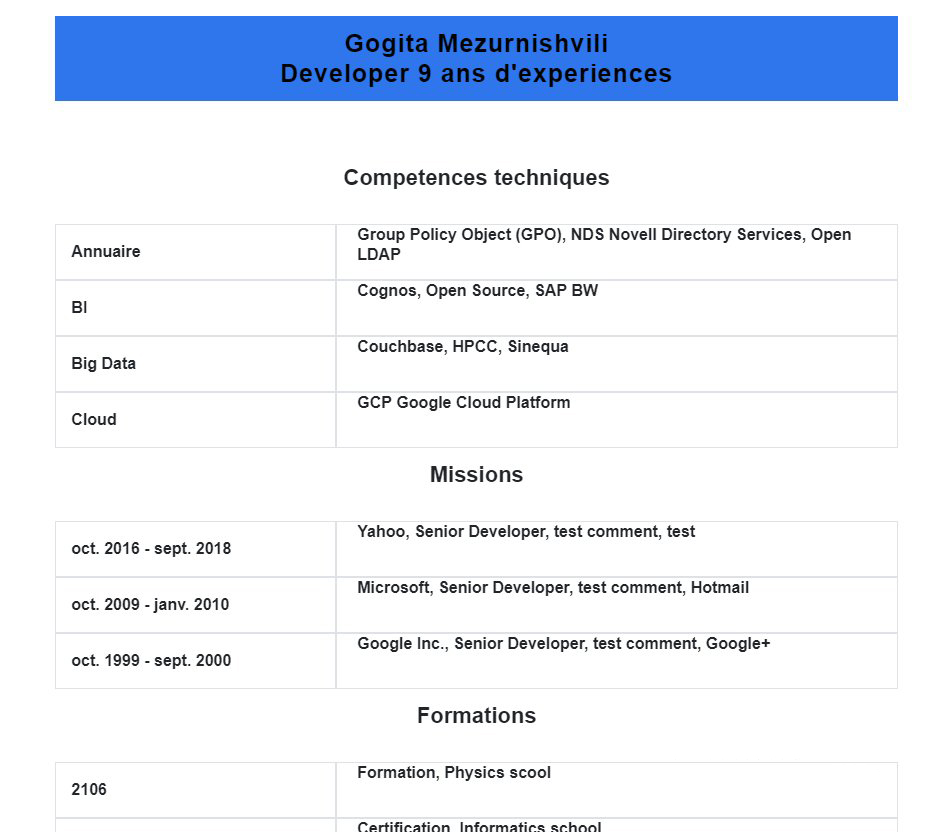 Gogita Mezurnishvili
Developer 9 ans d'experiences
Competences techniques
Annuaire
Group Policy Object (GPO), NDS Novell Directory Services, Open
LDAP
BI
Cognos, Open Source, SAP BW
Big Data
Couchbase, HPCC, Sinequa
Cloud
GCP Google Cloud Platform
Missions
oct. 2016 - sept. 2018
Yahoo, Senior Developer, test comment, test
oct. 2009 - janv. 2010
Microsoft, Senior Developer, test comment, Hotmail
oct. 1999 - sept. 2000
Google Inc., Senior Developer, test comment, Google+
Formations
2106
Formation, Physics scool
Certification, Informatics school